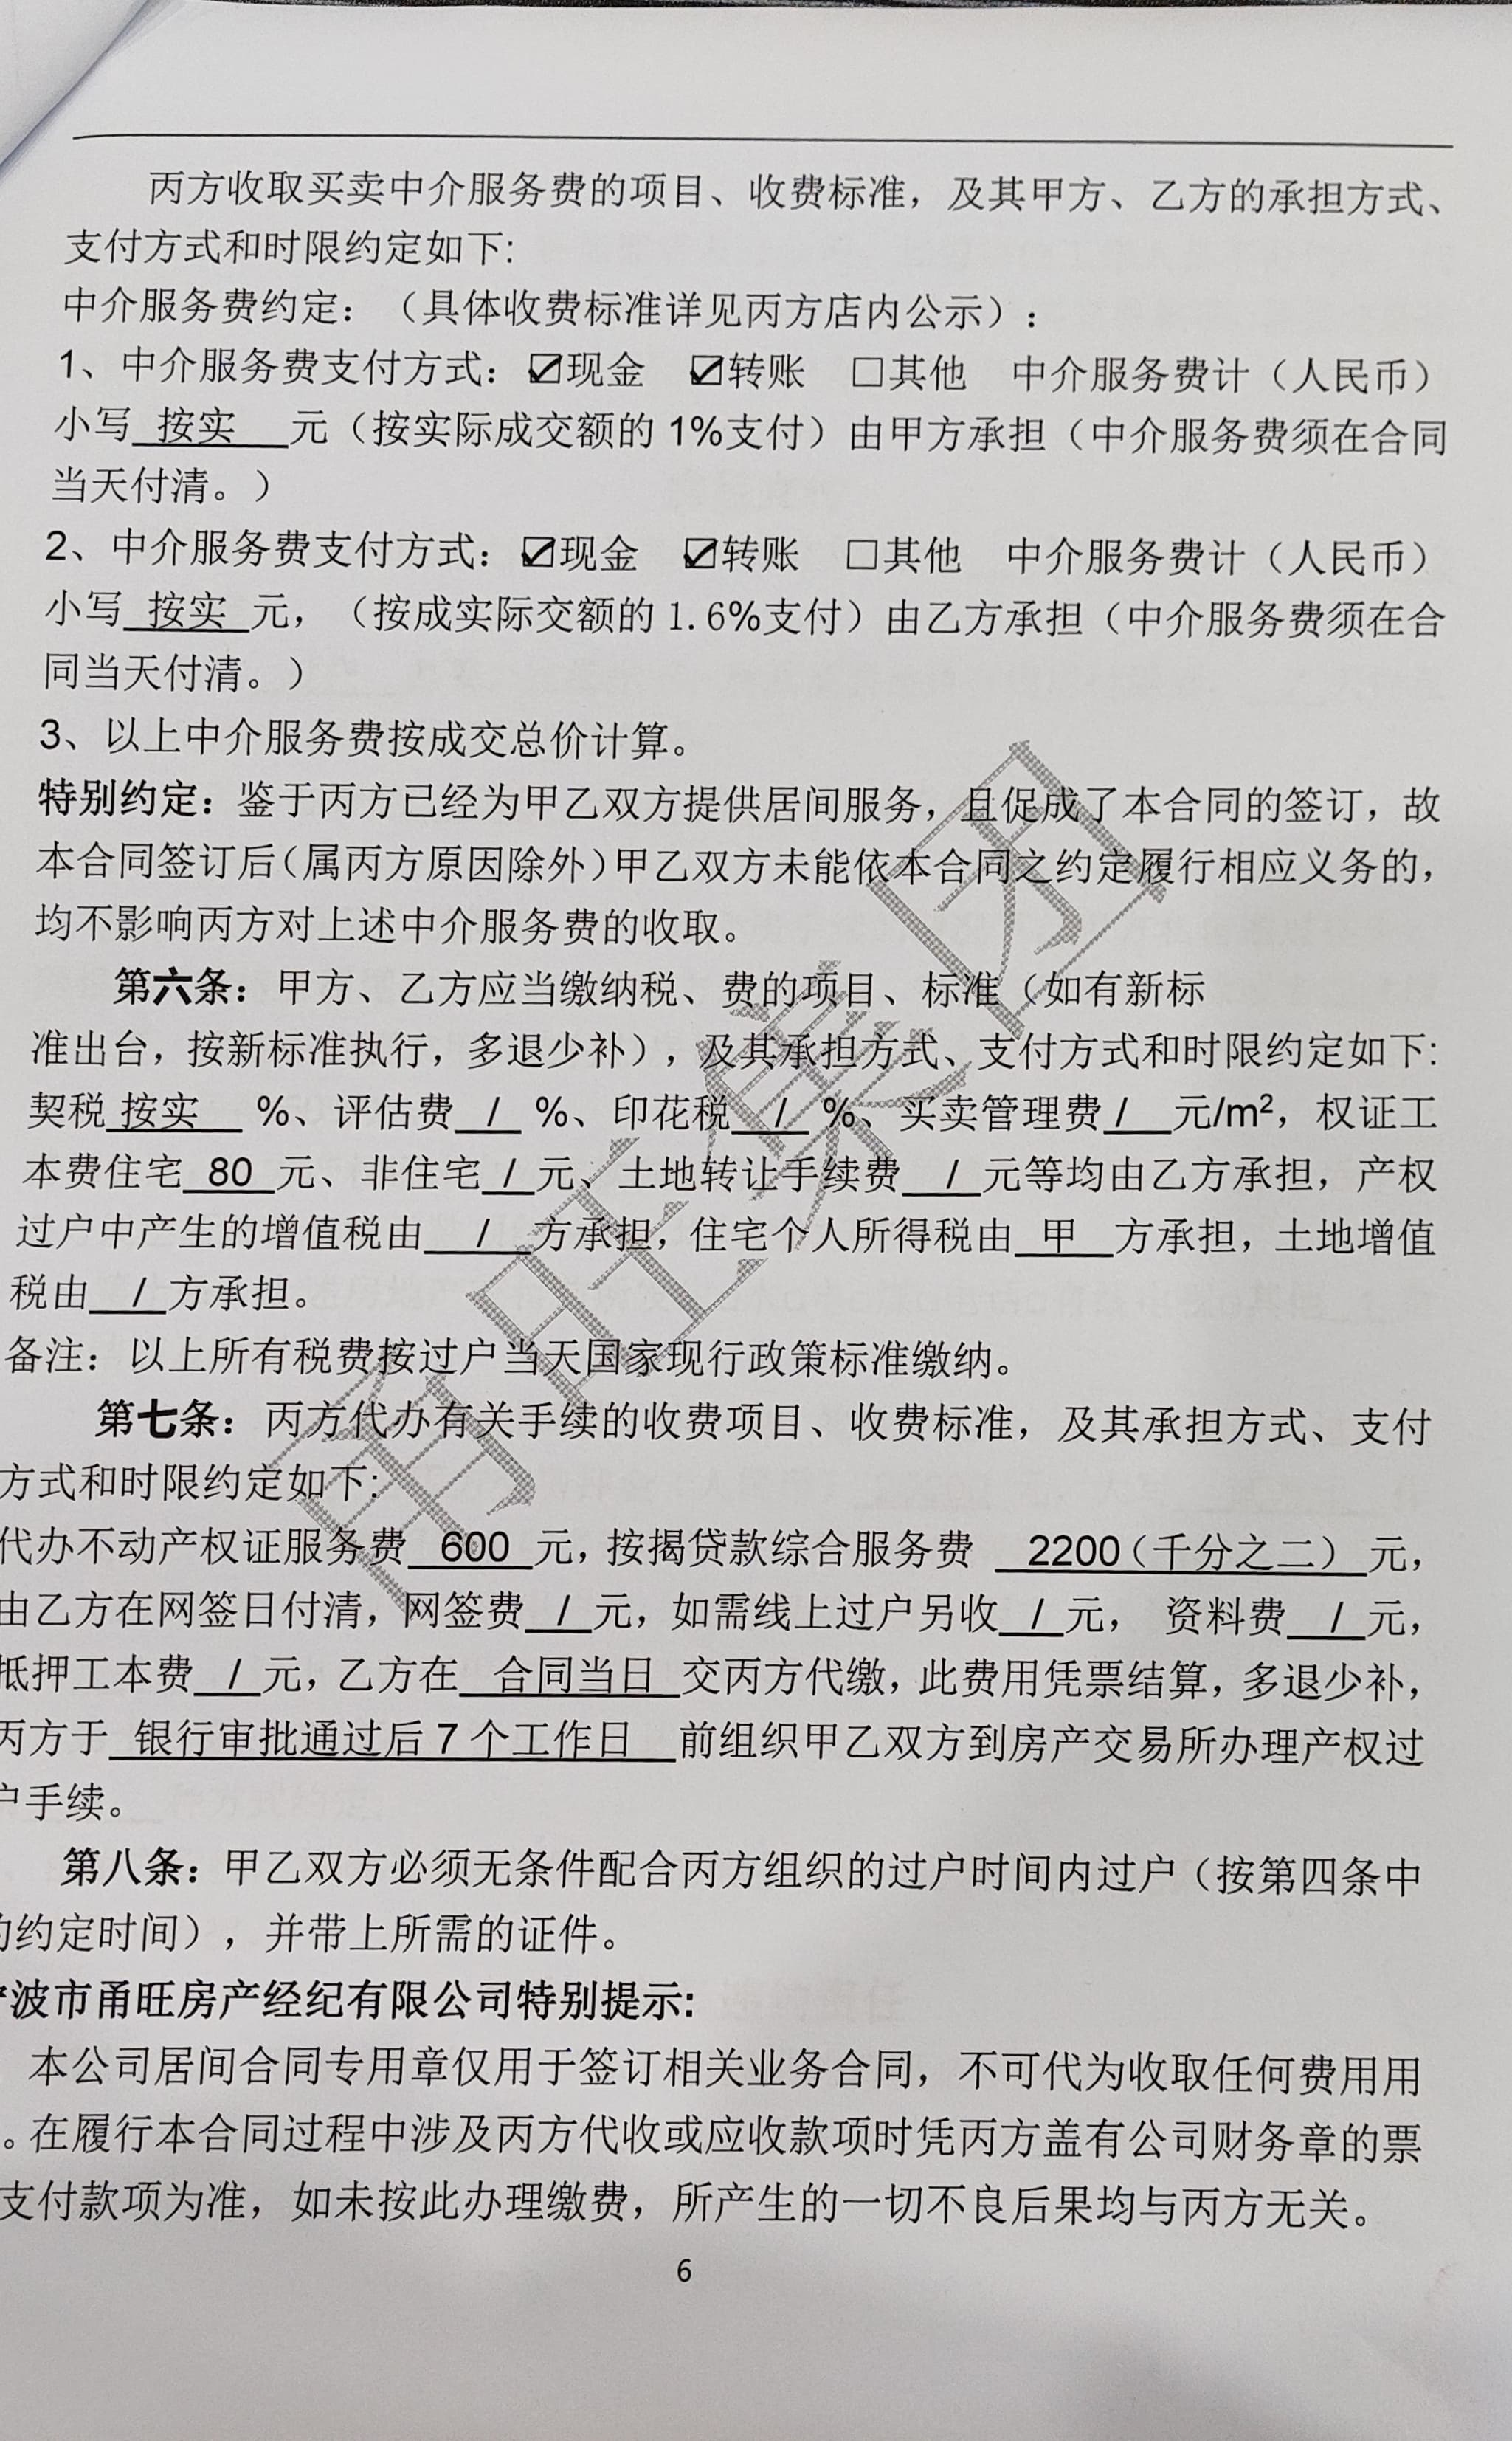 丙方收取买卖中介服务费的项目、收费标准，及其甲方、乙方的承担方式、
支付方式和时限约定如下:
中介服务费约定：（具体收费标准详见丙方店内公示）：
1、中介服务费支付方式：☑现金 ☑转账 □其他 中介服务费计（人民币）
小写 按实 元（按实际成交额的 1%支付）由甲方承担（中介服务费须在合同
当天付清。）
2、中介服务费支付方式：☑现金 ☑转账 □其他 中介服务费计（人民币）
小写 按实 元，（按成实际交额的 1.6%支付）由乙方承担（中介服务费须在合
同当天付清。）
3、以上中介服务费按成交总价计算。
特别约定：鉴于丙方已经为甲乙双方提供居间服务，且促成了本合同的签订，故
本合同签订后（属丙方原因除外）甲乙双方未能依本合同之约定履行相应义务的，
均不影响丙方对上述中介服务费的收取。
第六条：甲方、乙方应当缴纳税、费的项目、标准（如有新标
准出台，按新标准执行，多退少补），及其承担方式、支付方式和时限约定如下:
契税 按实 %、评估费 / %、印花税 / %、买卖管理费 / 元/m²，权证工
本费住宅 80 元、非住宅 / 元、土地转让手续费 / 元等均由乙方承担，产权
过户中产生的增值税由 / 方承担，住宅个人所得税由 甲 方承担，土地增值
税由 / 方承担。
备注：以上所有税费按过户当天国家现行政策标准缴纳。
第七条：丙方代办有关手续的收费项目、收费标准，及其承担方式、支付
方式和时限约定如下:
代办不动产权证服务费 600 元，按揭贷款综合服务费 2200（千分之二） 元，
由乙方在网签日付清，网签费 / 元，如需线上过户另收 / 元， 资料费 / 元，
抵押工本费 / 元，乙方在 合同当日 交丙方代缴，此费用凭票结算，多退少补，
丙方于 银行审批通过后 7 个工作日 前组织甲乙双方到房产交易所办理产权过
户手续。
第八条：甲乙双方必须无条件配合丙方组织的过户时间内过户（按第四条中
的约定时间），并带上所需的证件。
宁波市甬旺房产经纪有限公司特别提示:
本公司居间合同专用章仅用于签订相关业务合同，不可代为收取任何费用用
。在履行本合同过程中涉及丙方代收或应收款项时凭丙方盖有公司财务章的票
支付款项为准，如未按此办理缴费，所产生的一切不良后果均与丙方无关。
6
甬旺集团